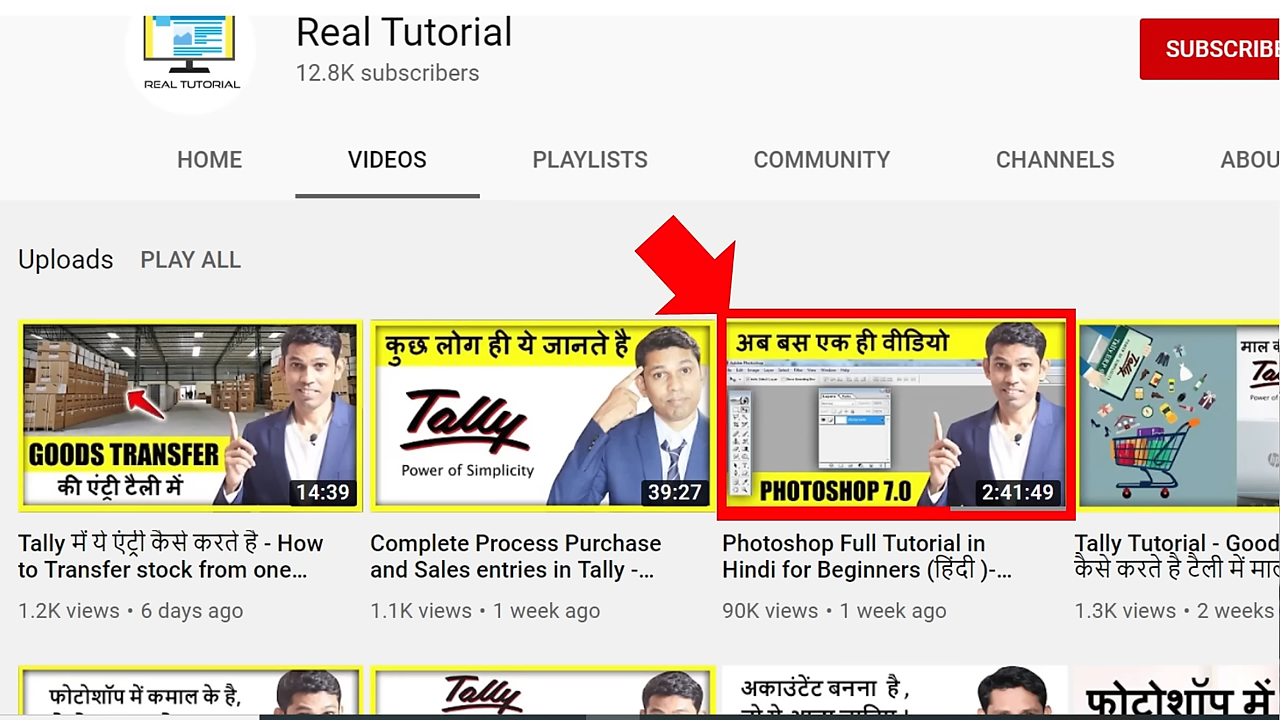 REAL TUTORIAL
Real Tutorial
12.8K subscribers
SUBSCRIBE
HOME
VIDEOS
PLAYLISTS
COMMUNITY
CHANNELS
ABOU
Uploads
PLAY ALL
GOODS TRANSFER
की एंट्री टैली में
14:39
Tally में ये एंट्री कैसे करते है - How
to Transfer stock from one...
1.2K views • 6 days ago
कुछ लोग ही ये जानते है
Tally
Power of Simplicity
39:27
Complete Process Purchase
and Sales entries in Tally -...
1.1K views • 1 week ago
अब बस एक ही वीडियो
PHOTOSHOP 7.0
2:41:49
Photoshop Full Tutorial in
Hindi for Beginners (हिंदी )-...
90K views • 1 week ago
Tally Tutorial - Good
कैसे करते है टैली में
1.3K views • 2 weeks
फोटोशॉप में कमाल के है,
Tally
अकाउंटेंट बनना है ,
फोटोशॉप में